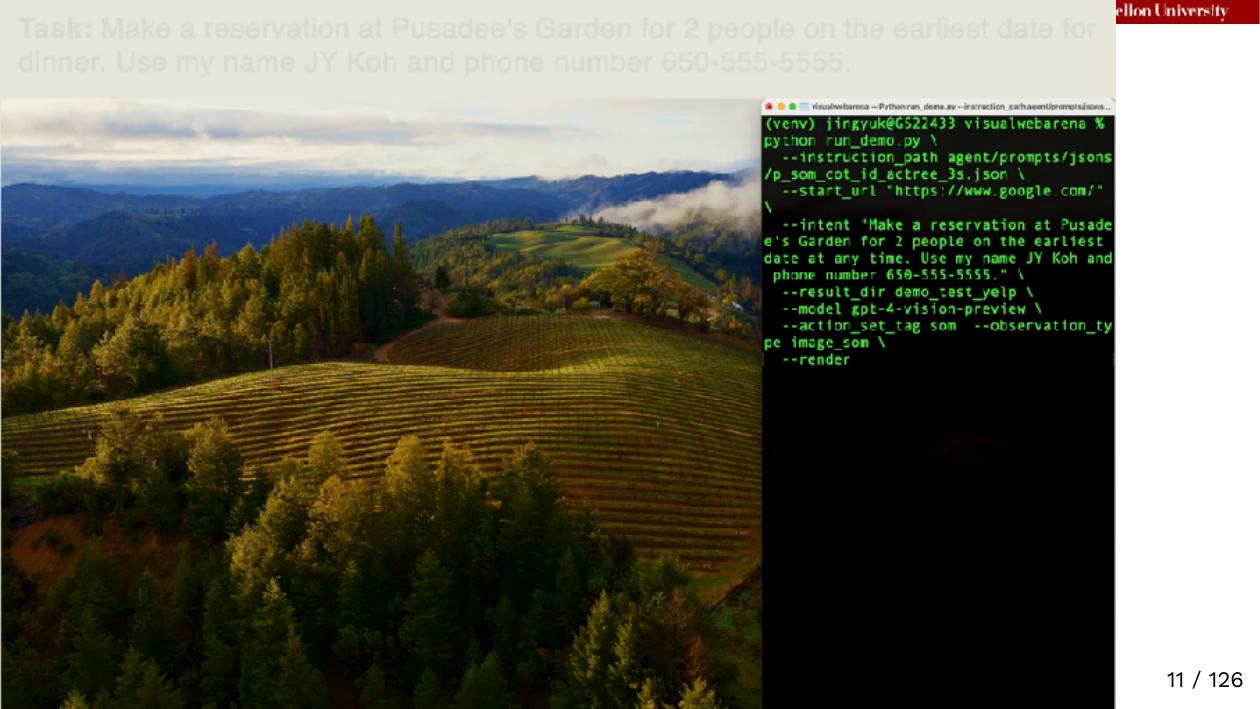 ellon University
Task: Make a reservation at Pusadee's Garden for 2 people on the earliest date for
dinner. Use my name JY Koh and phone number 650-555-5555.
visualwebarena — Python run_demo.py --instruction_path agent/prompts/jsons...
(venv) jingyuk@GS22433 visualwebarena %
python run_demo.py \
--instruction_path agent/prompts/jsons
/p_som_cot_id_actree_3s.json \
--start_url "https://www.google.com/"
\
--intent "Make a reservation at Pusade
e's Garden for 2 people on the earliest
date at any time. Use my name JY Koh and
phone number 650-555-5555." \
--result_dir demo_test_yelp \
--model gpt-4-vision-preview \
--action_set_tag som --observation_ty
pe image_som \
--render
11 / 126